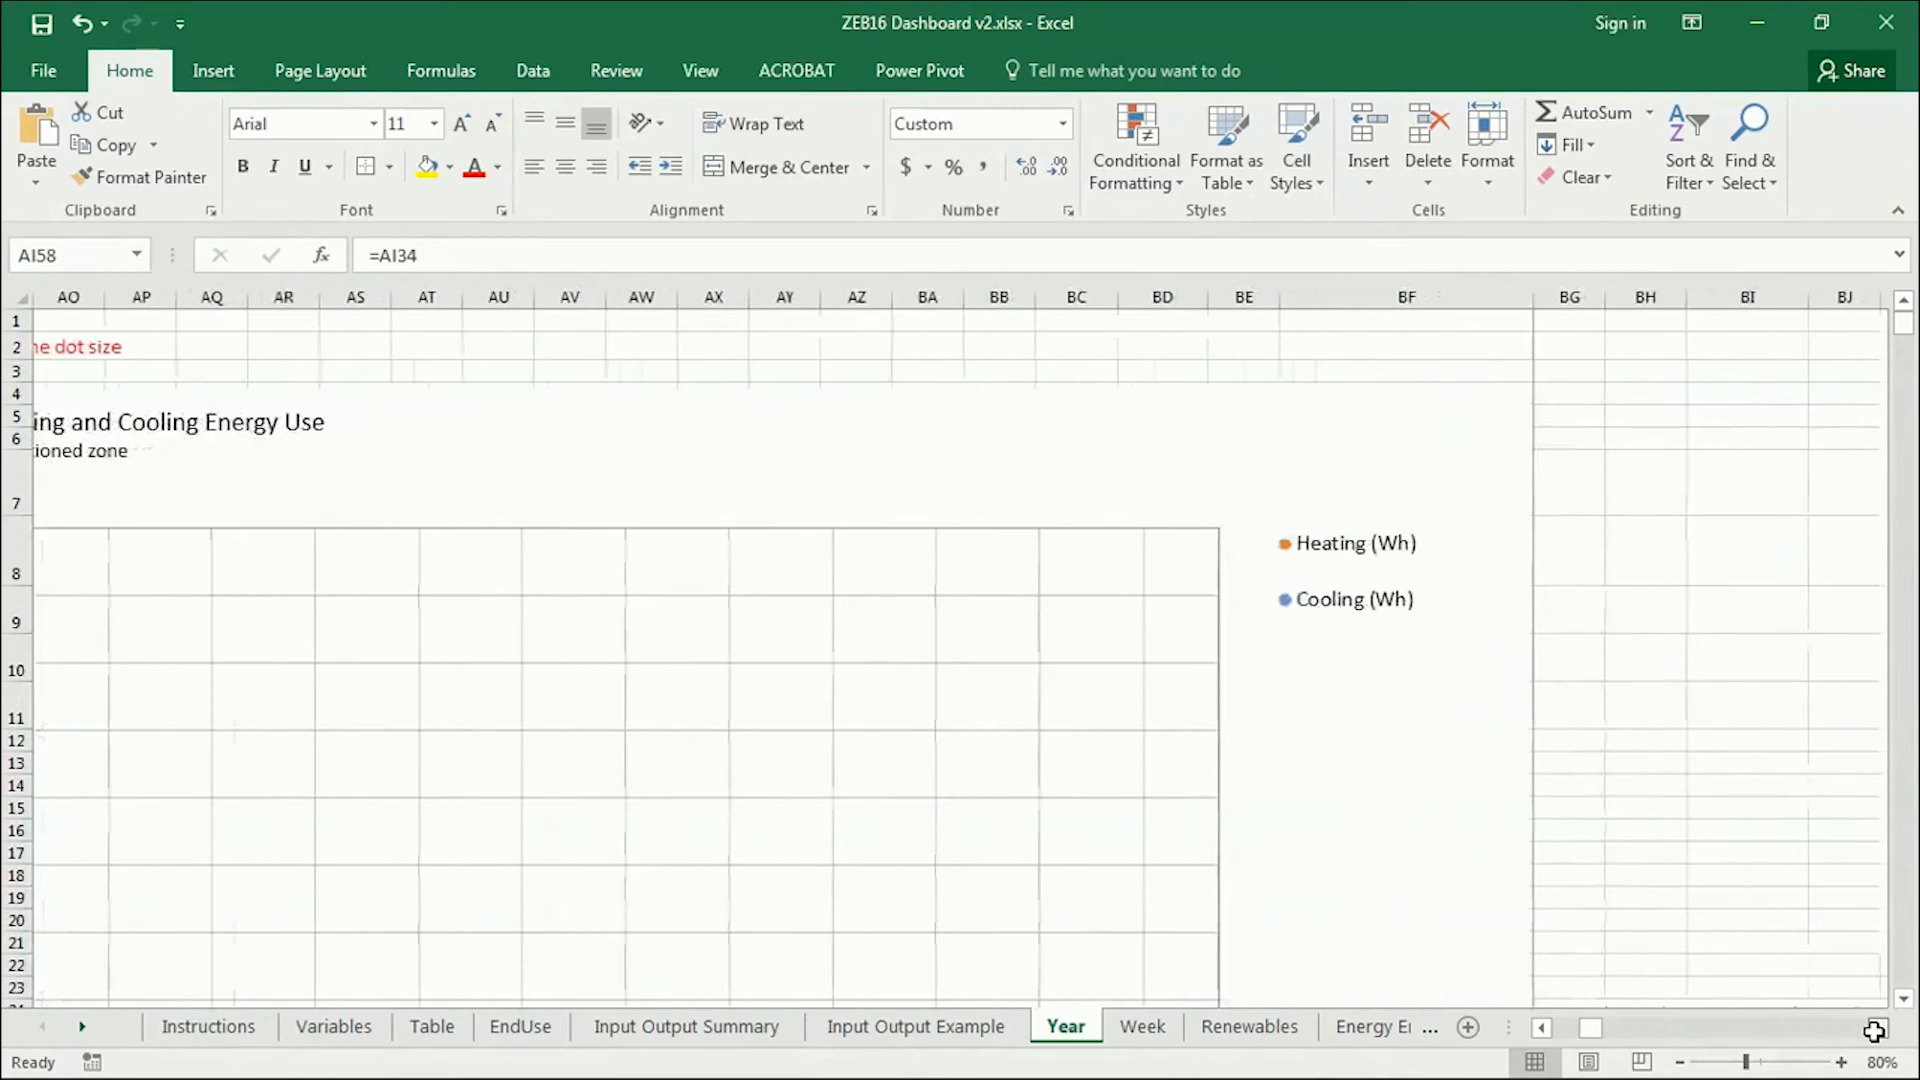 ZEB16 Dashboard v2.xlsx - Excel
Sign in
File Home Insert Page Layout Formulas Data Review View ACROBAT Power Pivot Tell me what you want to do Share
Paste
Cut
Copy
Format Painter
Clipboard
Arial 11
B I U A
Font
Wrap Text
Merge & Center
Alignment
Custom
$ % ,
Number
Conditional Formatting
Format as Table
Cell Styles
Styles
Insert Delete Format
Cells
AutoSum
Fill
Clear
Sort & Filter
Find & Select
Editing
AI58 fx =AI34
AO AP AQ AR AS AT AU AV AW AX AY AZ BA BB BC BD BE BF BG BH BI BJ
1
2 he dot size
3
4
5 ing and Cooling Energy Use
6 ioned zone
7
Heating (Wh)
8
Cooling (Wh)
9
10
11
12
13
14
15
16
17
18
19
20
21
22
23
Instructions Variables Table EndUse Input Output Summary Input Output Example Year Week Renewables Energy E ...
Ready 80%